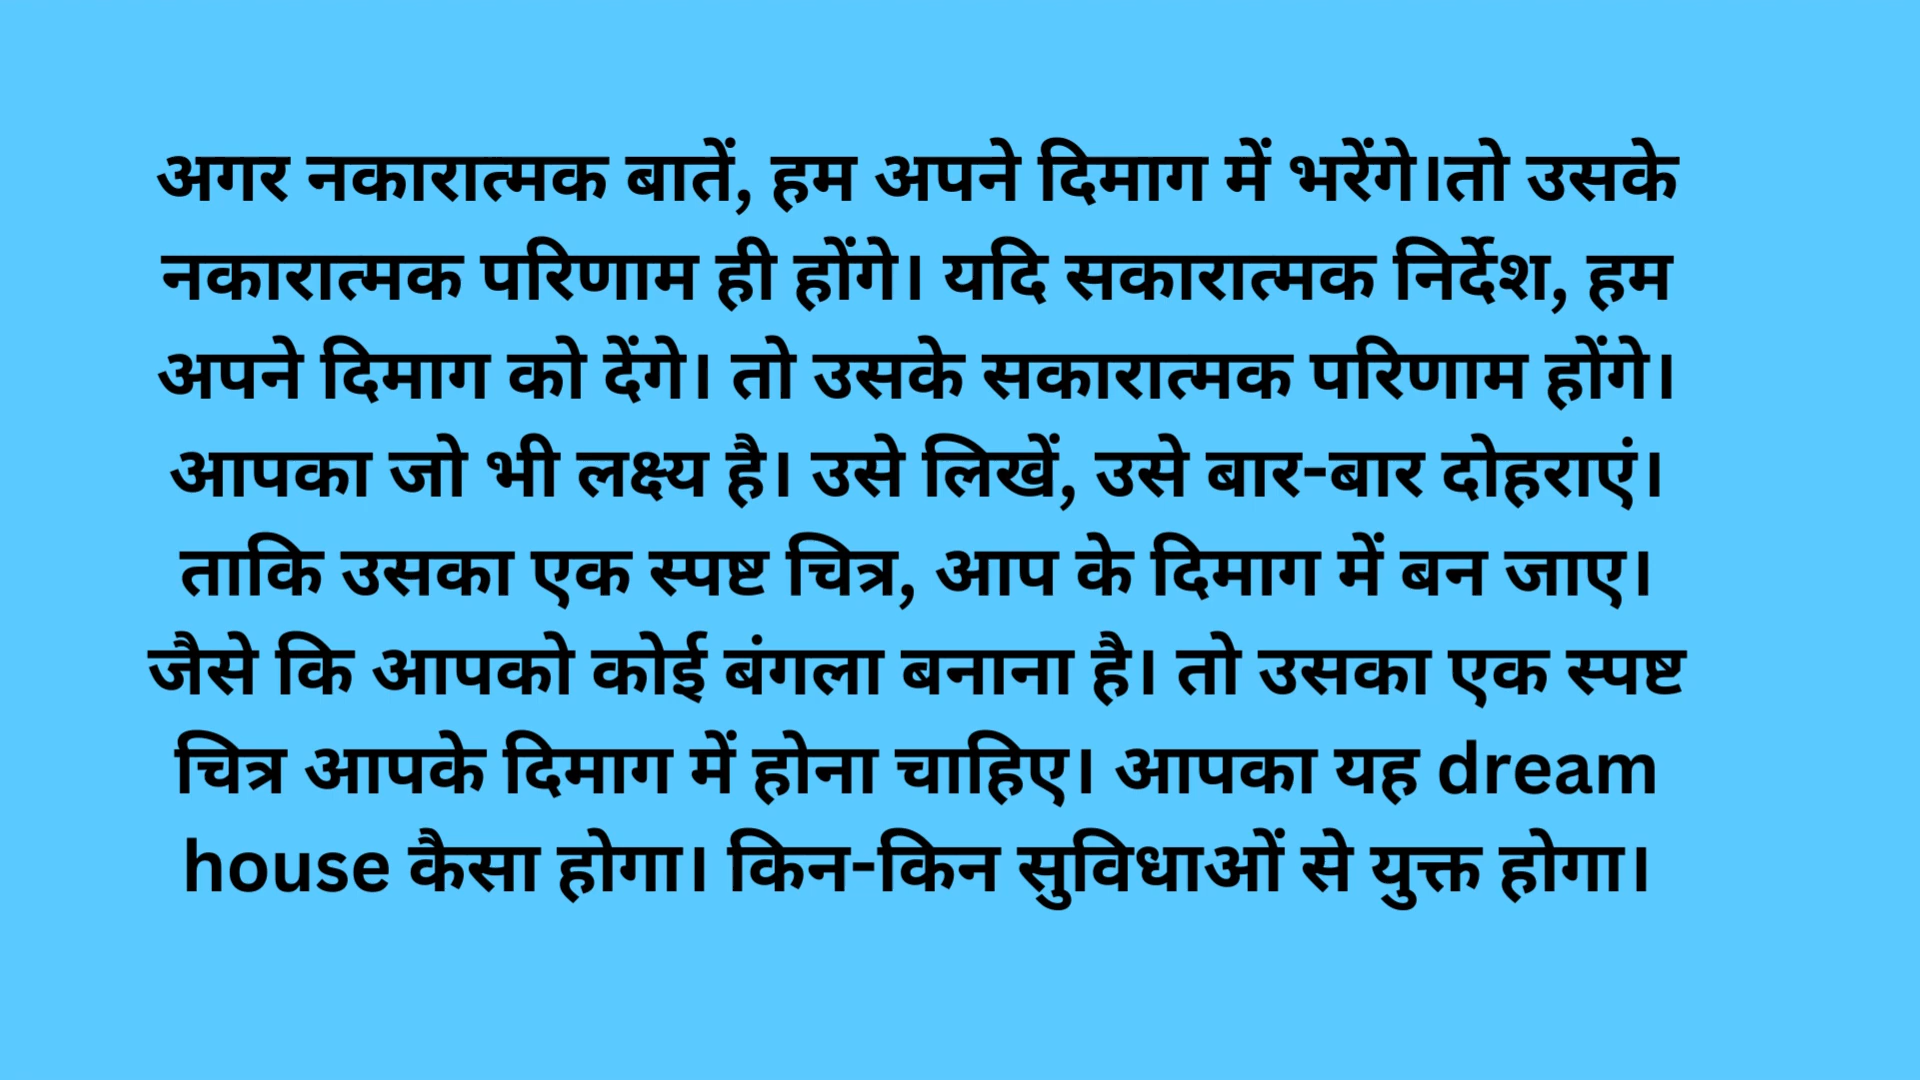 अगर नकारात्मक बातें, हम अपने दिमाग में भरेंगे।तो उसके
नकारात्मक परिणाम ही होंगे। यदि सकारात्मक निर्देश, हम
अपने दिमाग को देंगे। तो उसके सकारात्मक परिणाम होंगे।
आपका जो भी लक्ष्य है। उसे लिखें, उसे बार-बार दोहराएं।
ताकि उसका एक स्पष्ट चित्र, आप के दिमाग में बन जाए।
जैसे कि आपको कोई बंगला बनाना है। तो उसका एक स्पष्ट
चित्र आपके दिमाग में होना चाहिए। आपका यह dream
house कैसा होगा। किन-किन सुविधाओं से युक्त होगा।